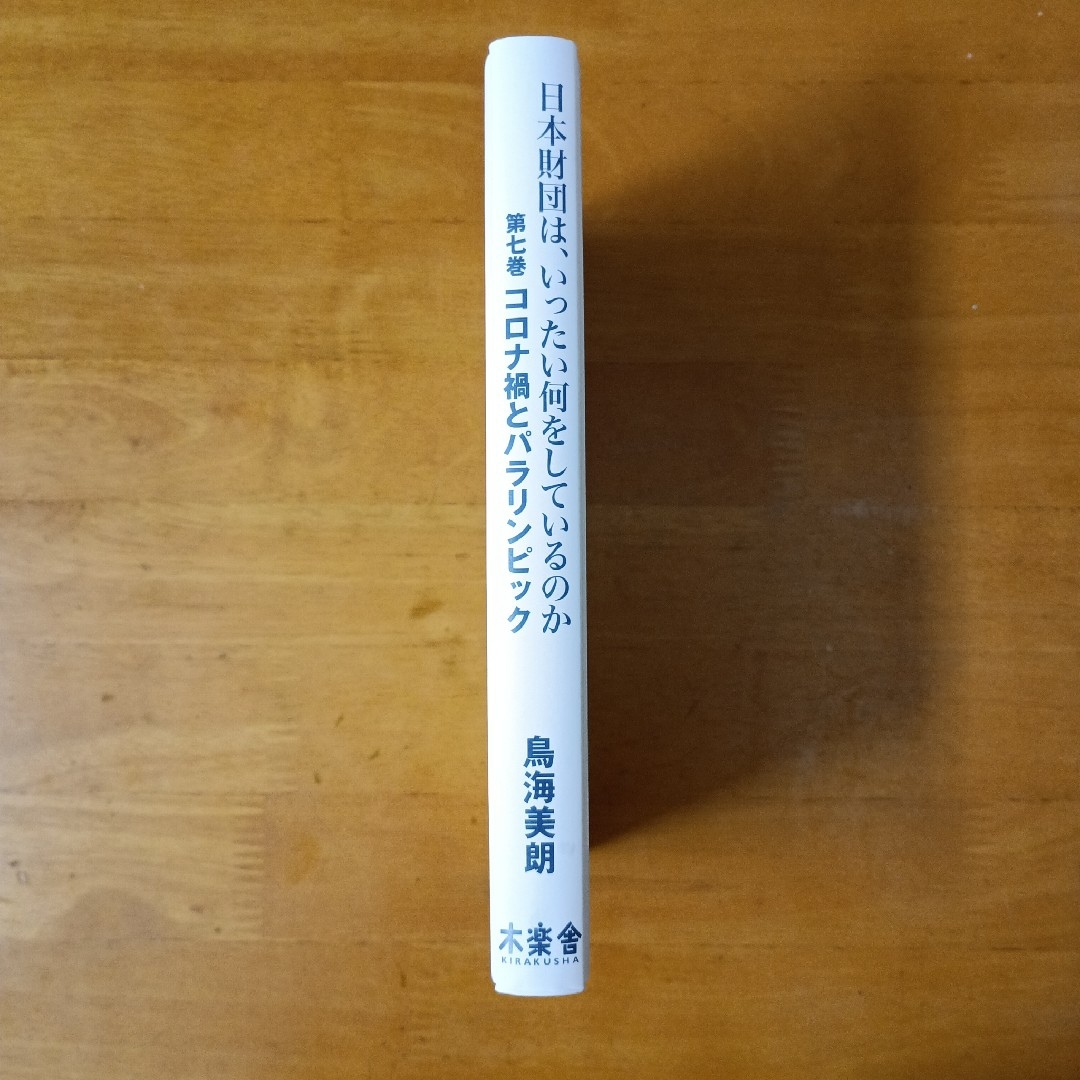 日本財団は、いったい何をしているのか
第七巻 コロナ禍とパラリンピック
鳥海美朗
木楽舎
KIRAKUSHA